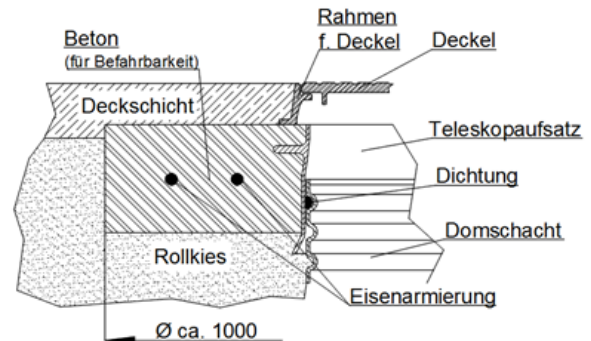 Rahmen
f. Deckel
Beton
(für Befahrbarkeit)
Deckel
Deckschicht
Teleskopaufsatz
Dichtung
Domschacht
Rollkies
Eisenarmierung
Ø ca. 1000